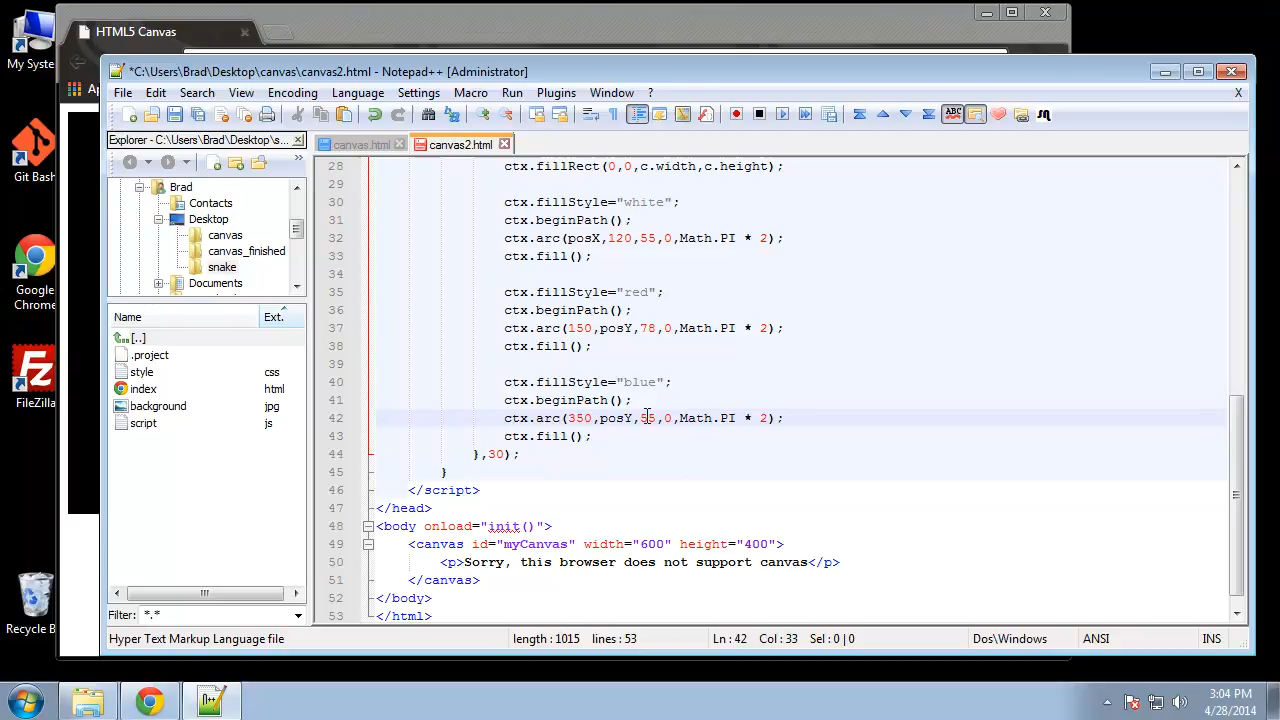 My Syste
Git Bash
Google
Chrome
FileZilla
Recycle B
HTML5 Canvas
Ap
*C:\Users\Brad\Desktop\canvas\canvas2.html - Notepad++ [Administrator]
File Edit Search View Encoding Language Settings Macro Run Plugins Window ? X
Explorer - C:\Users\Brad\Desktop\s...
canvas.html
canvas2.html
Brad
Contacts
Desktop
canvas
canvas_finished
snake
Documents
Name Ext.
[..]
.project
style css
index html
background jpg
script js
Filter: *.*
28 ctx.fillRect(0,0,c.width,c.height);
29
30 ctx.fillStyle="white";
31 ctx.beginPath();
32 ctx.arc(posX,120,55,0,Math.PI * 2);
33 ctx.fill();
34
35 ctx.fillStyle="red";
36 ctx.beginPath();
37 ctx.arc(150,posY,78,0,Math.PI * 2);
38 ctx.fill();
39
40 ctx.fillStyle="blue";
41 ctx.beginPath();
42 ctx.arc(350,posY,55,0,Math.PI * 2);
43 ctx.fill();
44 },30);
45 }
46 </script>
47 </head>
48 <body onload="init()">
49 <canvas id="myCanvas" width="600" height="400">
50 <p>Sorry, this browser does not support canvas</p>
51 </canvas>
52 </body>
53 </html>
Hyper Text Markup Language file length : 1015 lines : 53 Ln : 42 Col : 33 Sel : 0 | 0 Dos\Windows ANSI INS
3:04 PM
4/28/2014